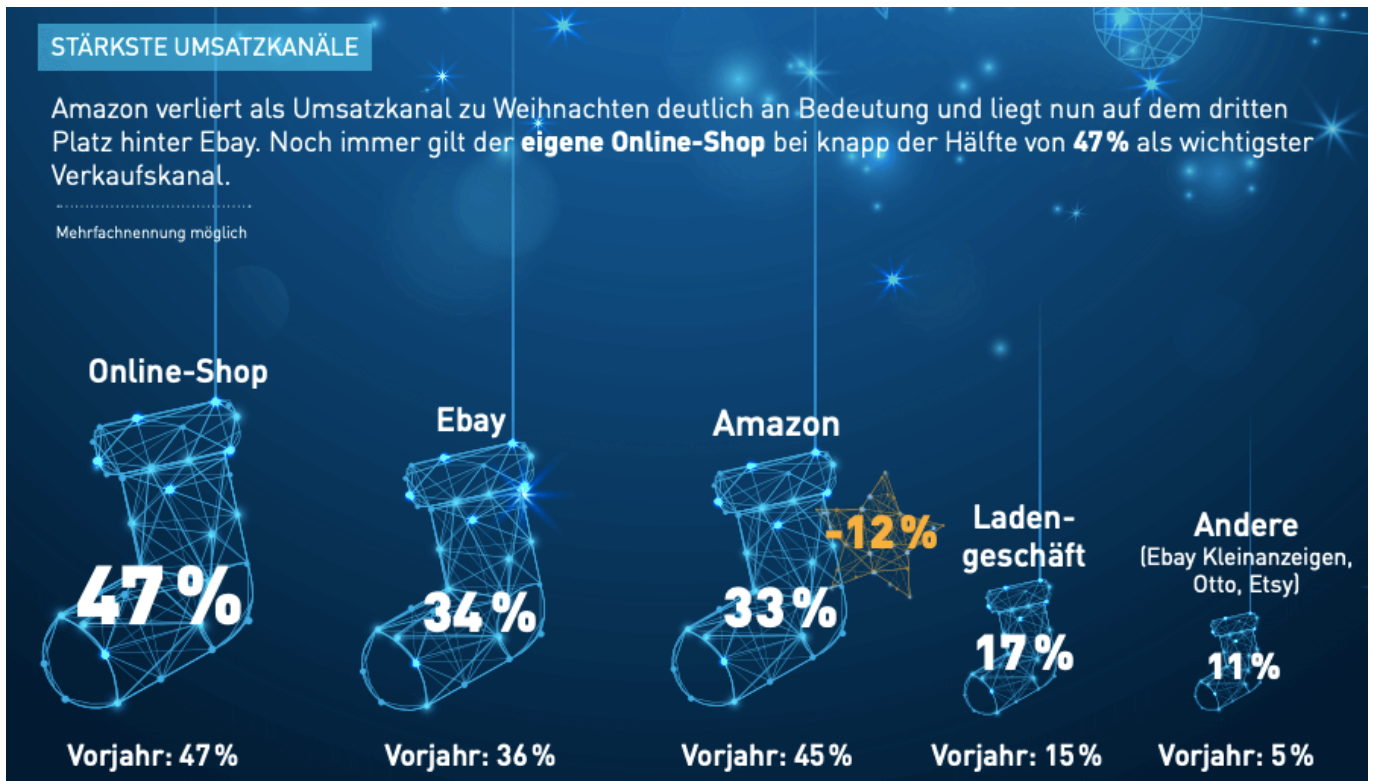 STÄRKSTE UMSATZKANÄLE
Amazon verliert als Umsatzkanal zu Weihnachten deutlich an Bedeutung und liegt nun auf dem dritten
Platz hinter Ebay. Noch immer gilt der eigene Online-Shop bei knapp der Hälfte von 47% als wichtigster
Verkaufskanal.
Mehrfachnennung möglich
Online-Shop
47%
Vorjahr: 47%
Ebay
34%
Vorjahr: 36%
Amazon
-12%
33%
Vorjahr: 45%
Laden-
geschäft
17%
Vorjahr: 15%
Andere
(Ebay Kleinanzeigen,
Otto, Etsy)
11%
Vorjahr: 5%